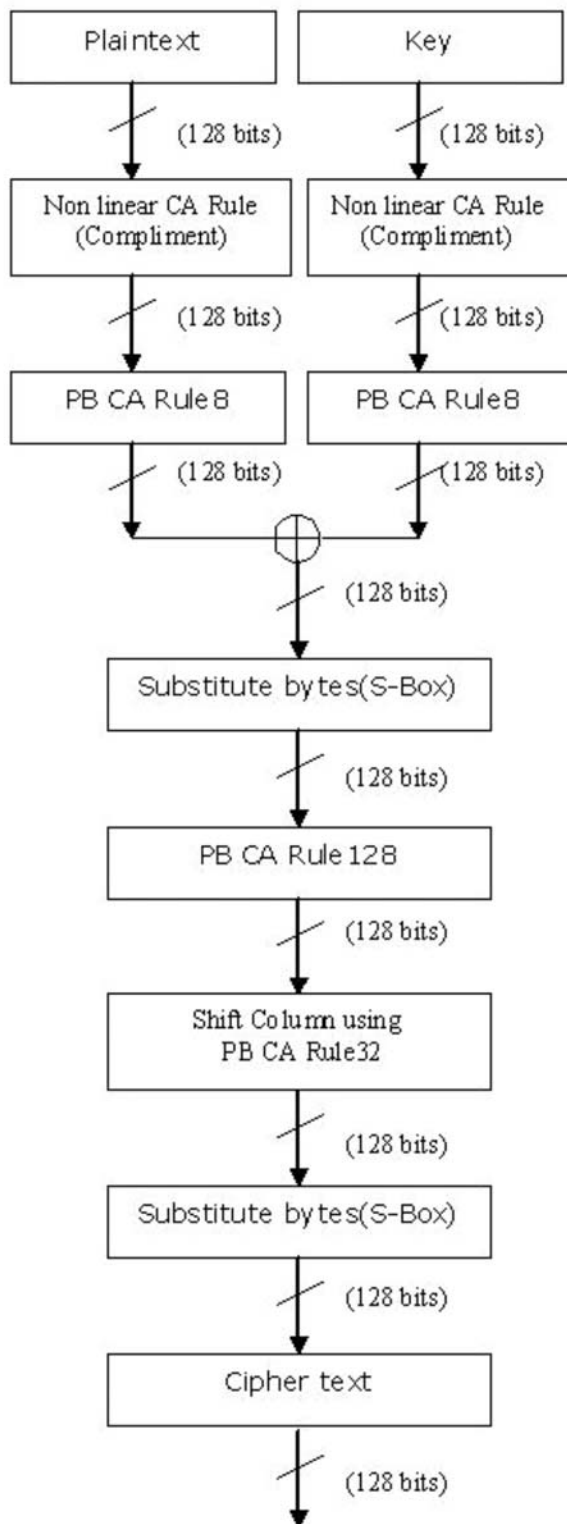 Plaintext
Key
(128 bits)
(128 bits)
Non linear CA Rule
(Compliment)
Non linear CA Rule
(Compliment)
(128 bits)
(128 bits)
PB CA Rule8
PB CA Rule8
(128 bits)
(128 bits)
(128 bits)
Substitute bytes(S-Box)
(128 bits)
PB CA Rule128
(128 bits)
Shift Column using
PB CA Rule32
(128 bits)
Substitute bytes(S-Box)
(128 bits)
Cipher text
(128 bits)